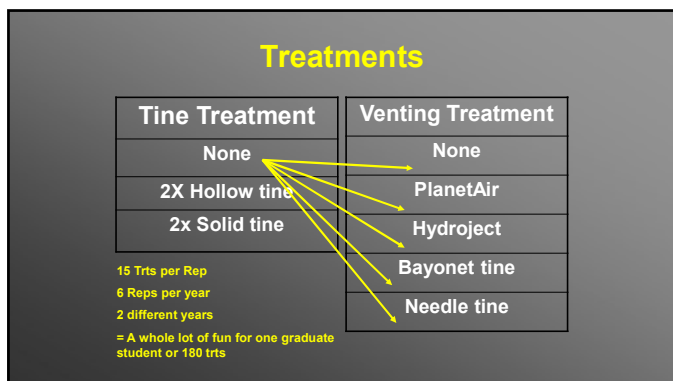 Treatments
Tine Treatment
None
2X Hollow tine
2x Solid tine
Venting Treatment
None
PlanetAir
Hydroject
Bayonet tine
Needle tine
15 Trts per Rep
6 Reps per year
2 different years
= A whole lot of fun for one graduate
student or 180 trts